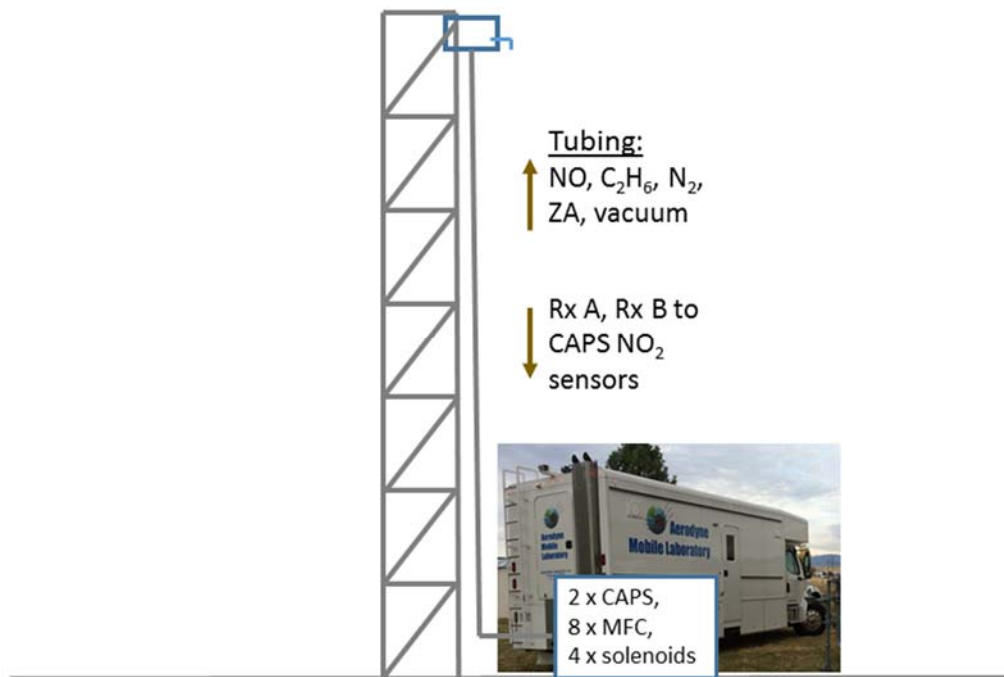 Tubing:
NO, C₂H₆, N₂,
ZA, vacuum
Rx A, Rx B to
CAPS NO₂
sensors
Aerodyne
Mobile Laboratory
Aerodyne
Mobile
Laboratory
2 x CAPS,
8 x MFC,
4 x solenoids